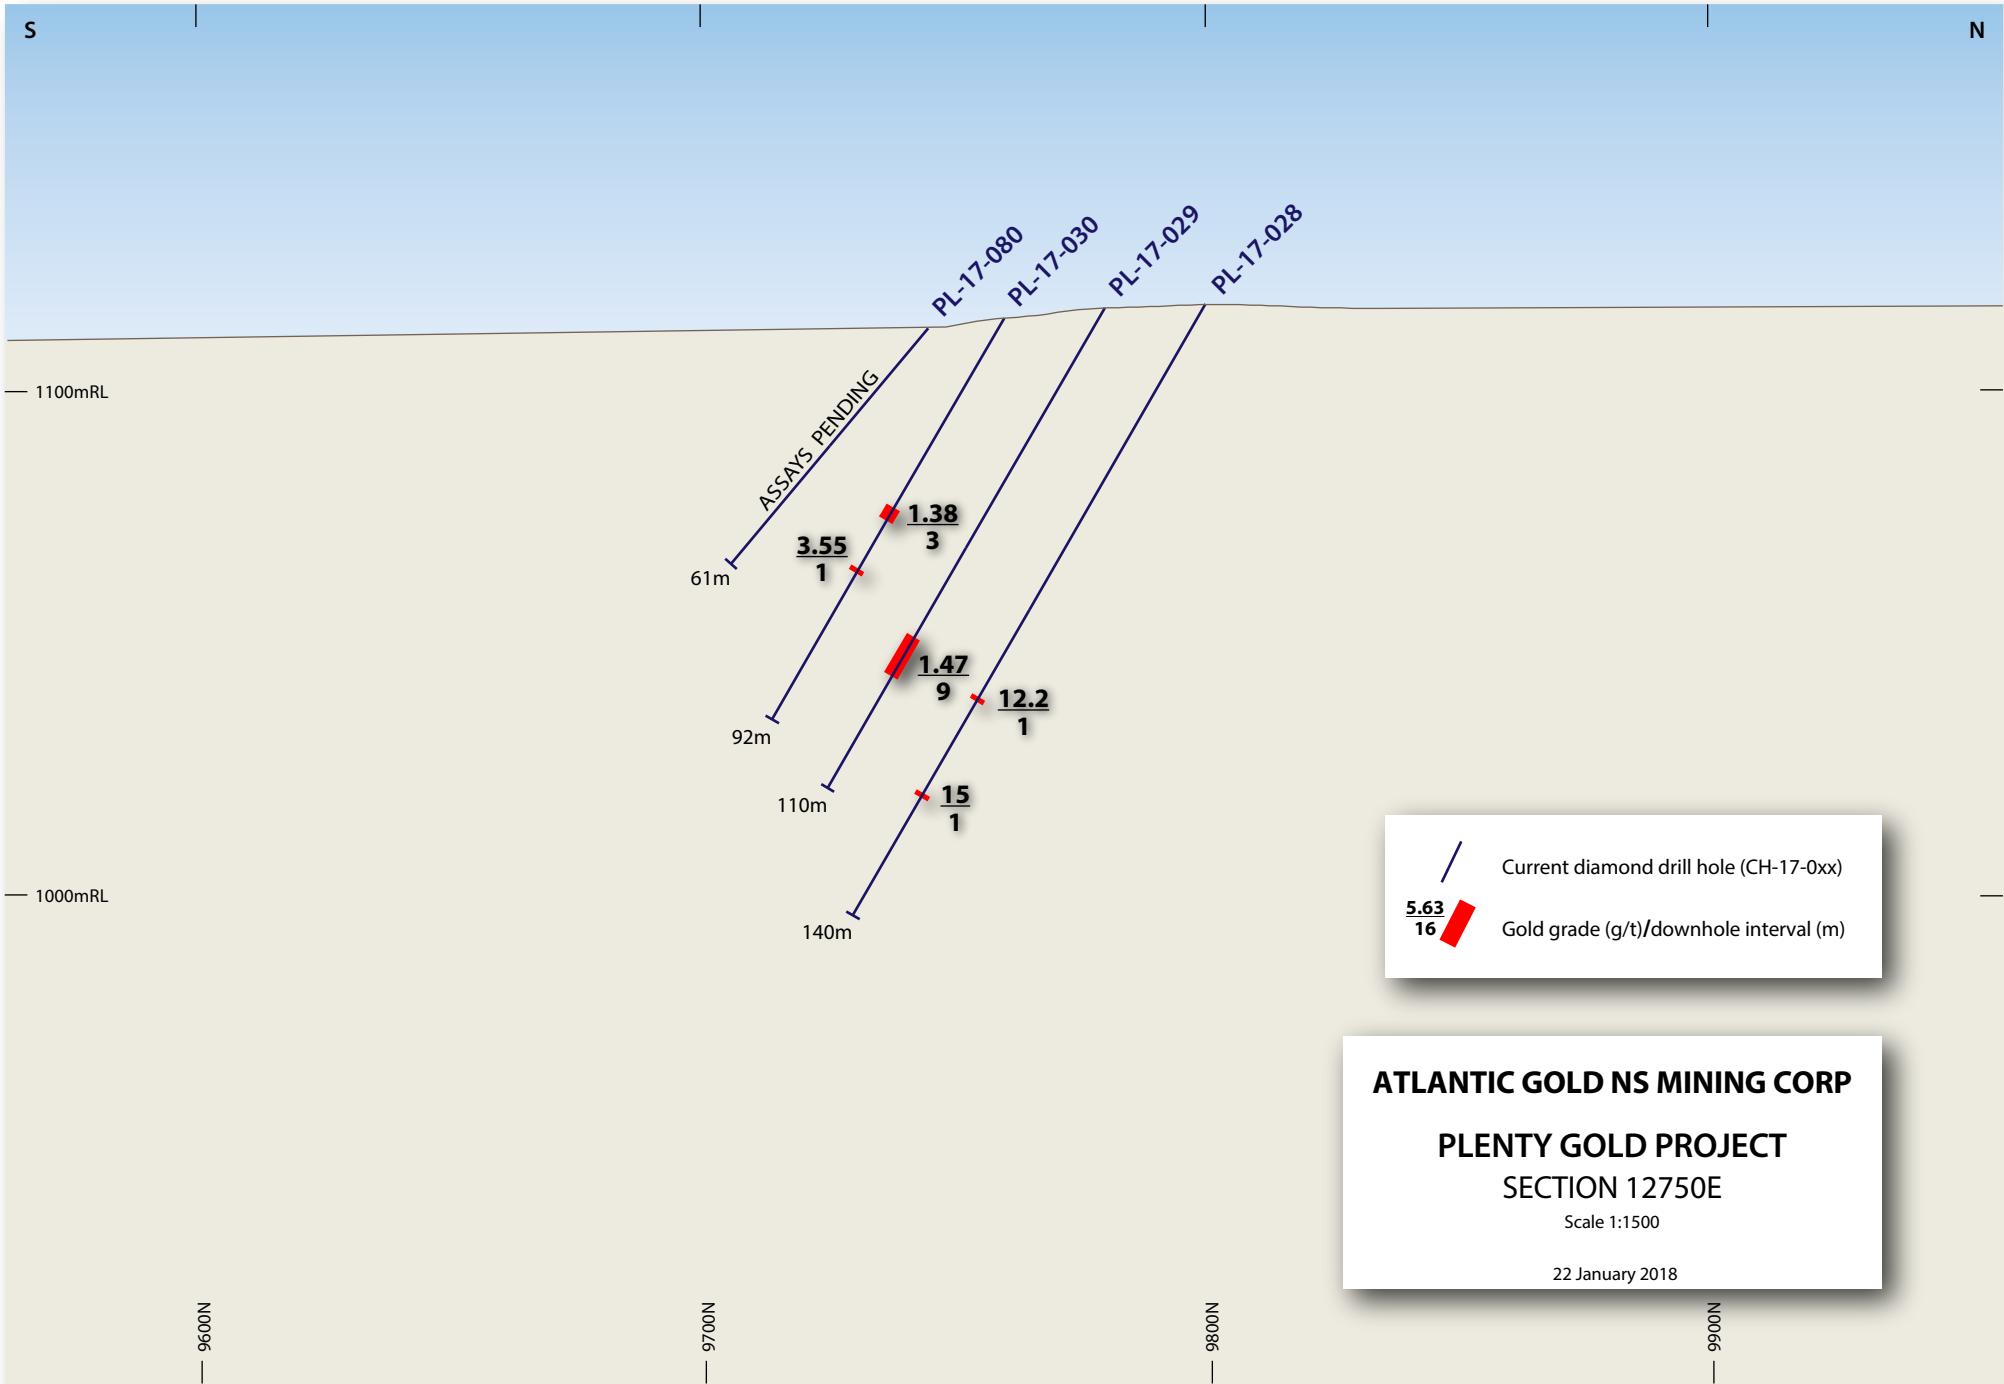 S
N
PL-17-080
PL-17-030
PL-17-029
PL-17-028
1100mRL
ASSAYS PENDING
1.38
3
3.55
1
61m
1.47
9
12.2
1
92m
110m
15
1
140m
1000mRL
Current diamond drill hole (CH-17-0xx)
5.63
16
Gold grade (g/t)/downhole interval (m)
ATLANTIC GOLD NS MINING CORP
PLENTY GOLD PROJECT
SECTION 12750E
Scale 1:1500
22 January 2018
9600N
9700N
9800N
9900N